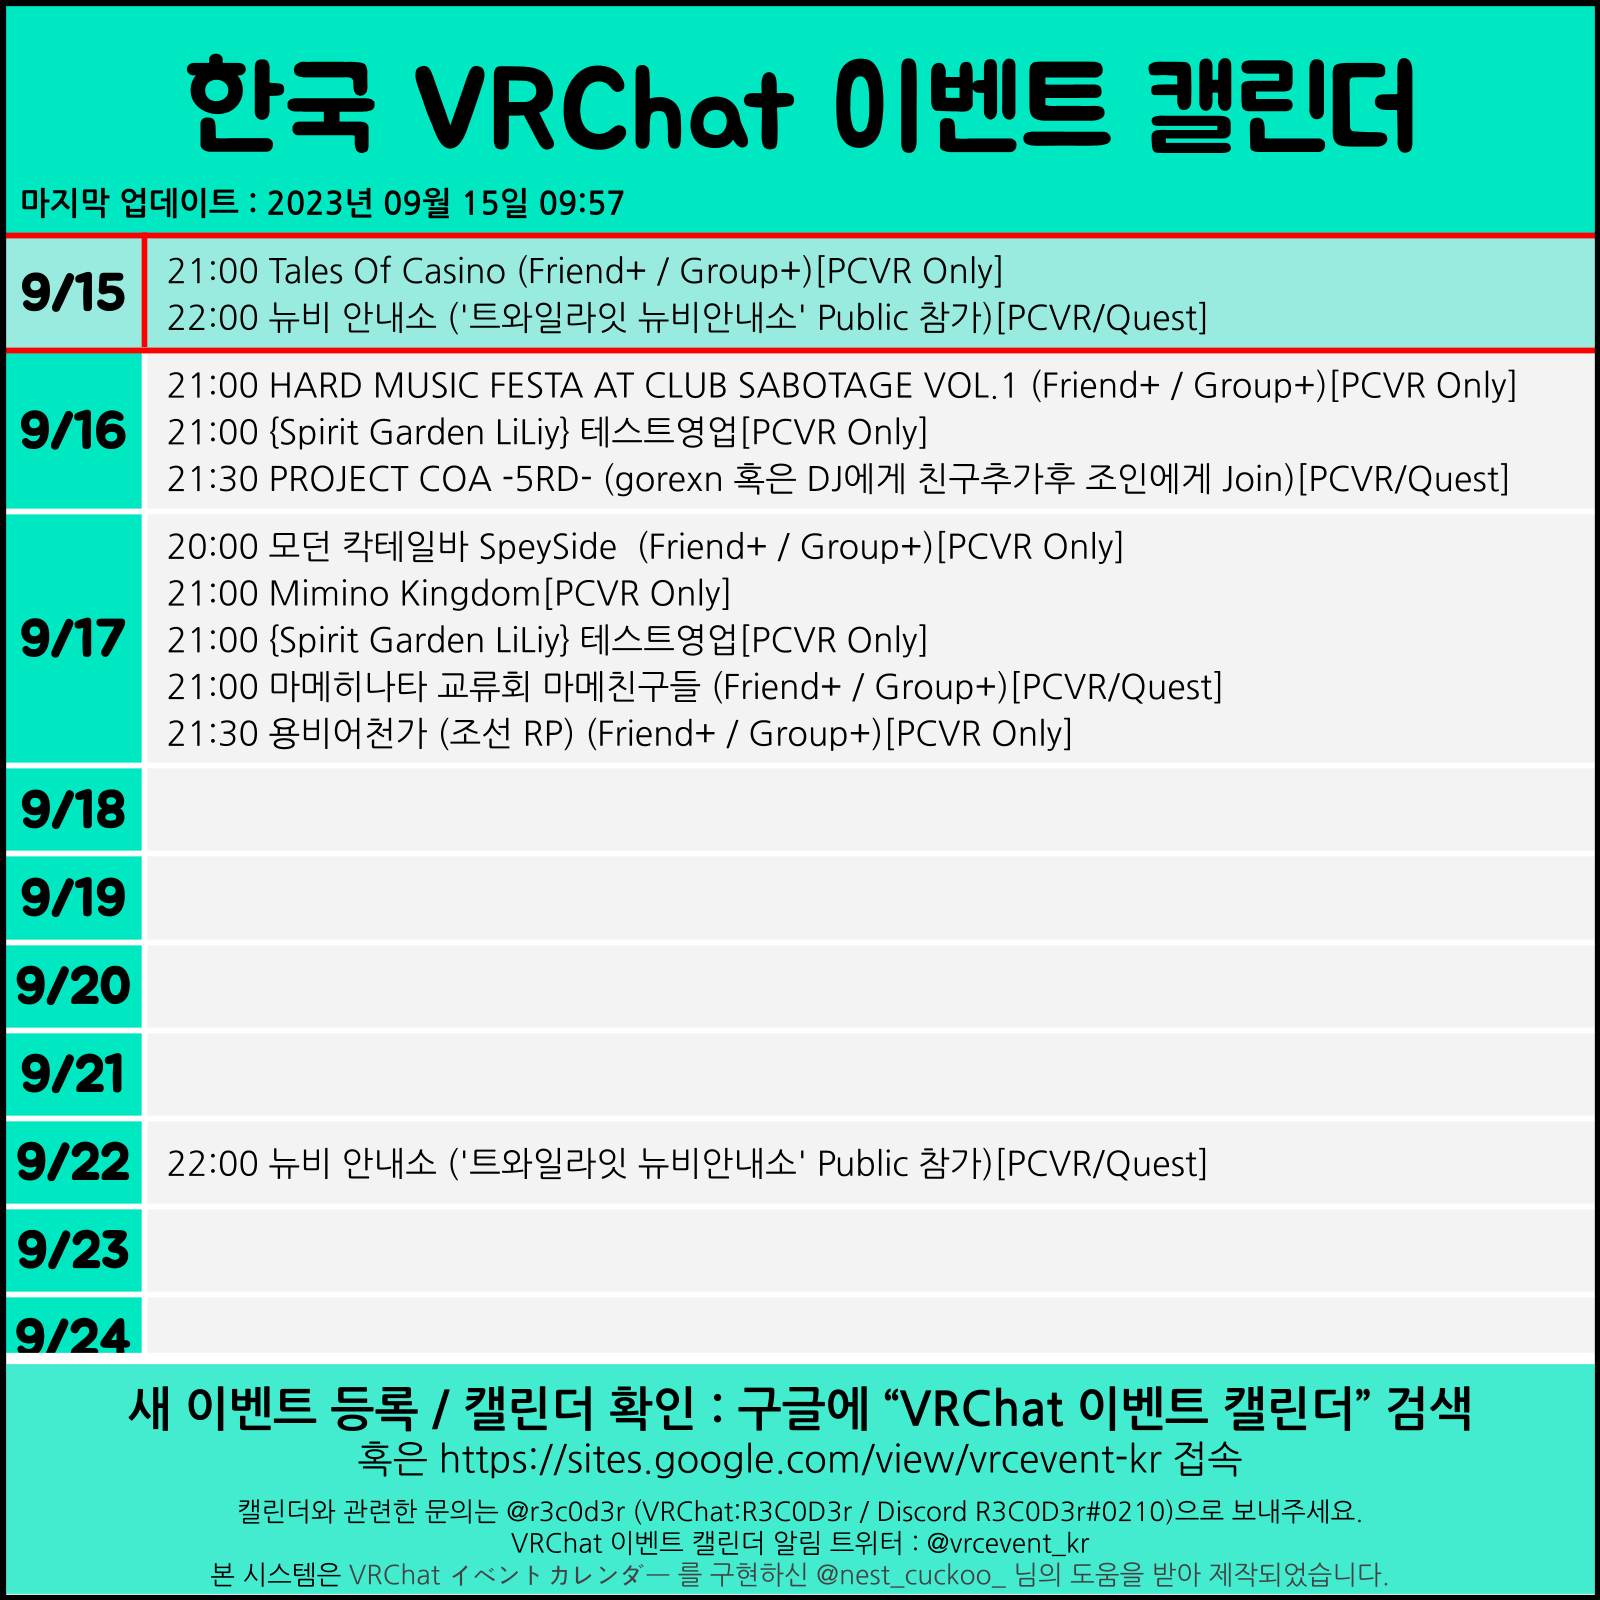 한국 VRChat 이벤트 캘린더
마지막 업데이트 : 2023년 09월 15일 09:57
9/15
21:00 Tales Of Casino (Friend+ / Group+)[PCVR Only]
22:00 뉴비 안내소 ('트와일라잇 뉴비안내소' Public 참가)[PCVR/Quest]
9/16
21:00 HARD MUSIC FESTA AT CLUB SABOTAGE VOL.1 (Friend+ / Group+)[PCVR Only]
21:00 {Spirit Garden LiLiy} 테스트영업[PCVR Only]
21:30 PROJECT COA -5RD- (gorexn 혹은 DJ에게 친구추가후 조인에게 Join)[PCVR/Quest]
9/17
20:00 모던 칵테일바 SpeySide  (Friend+ / Group+)[PCVR Only]
21:00 Mimino Kingdom[PCVR Only]
21:00 {Spirit Garden LiLiy} 테스트영업[PCVR Only]
21:00 마메히나타 교류회 마메친구들 (Friend+ / Group+)[PCVR/Quest]
21:30 용비어천가 (조선 RP) (Friend+ / Group+)[PCVR Only]
9/18
9/19
9/20
9/21
9/22
22:00 뉴비 안내소 ('트와일라잇 뉴비안내소' Public 참가)[PCVR/Quest]
9/23
9/24
새 이벤트 등록 / 캘린더 확인 : 구글에 “VRChat 이벤트 캘린더” 검색
혹은 https://sites.google.com/view/vrcevent-kr 접속
캘린더와 관련한 문의는 @r3c0d3r (VRChat:R3C0D3r / Discord R3C0D3r#0210)으로 보내주세요.
VRChat 이벤트 캘린더 알림 트위터 : @vrcevent_kr
본 시스템은 VRChat イベントカレンダー 를 구현하신 @nest_cuckoo_ 님의 도움을 받아 제작되었습니다.